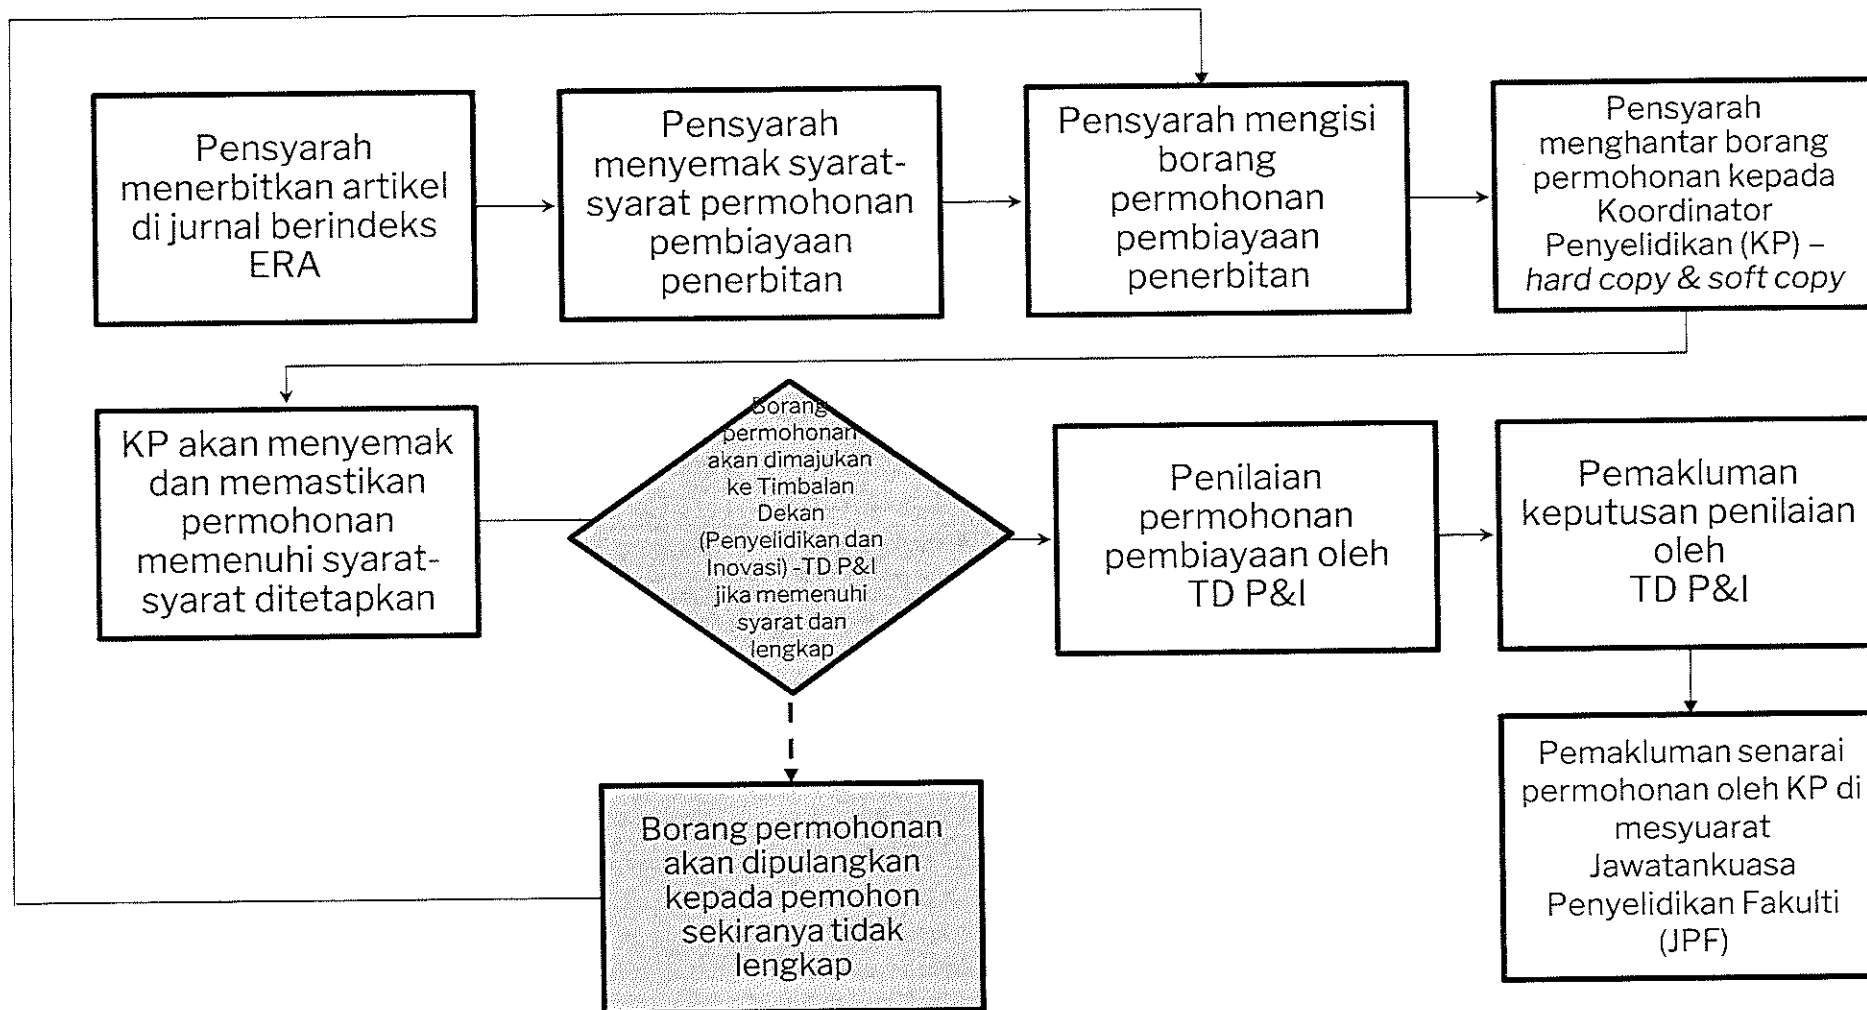 Pensyarah
menerbitkan artikel
di jurnal berindeks
ERA
Pensyarah
menyemak syarat-
syarat permohonan
pembiayaan
penerbitan
Pensyarah mengisi
borang
permohonan
pembiayaan
penerbitan
Pensyarah
menghantar borang
permohonan kepada
Koordinator
Penyelidikan (KP) –
hard copy & soft copy
KP akan menyemak
dan memastikan
permohonan
memenuhi syarat-
syarat ditetapkan
Borang
permohonan
akan dimajukan
ke Timbalan
Dekan
(Penyelidikan dan
Inovasi) -TD P&I
jika memenuhi
syarat dan
lengkap
Penilaian
permohonan
pembiayaan oleh
TD P&I
Pemakluman
keputusan penilaian
oleh
TD P&I
Borang permohonan
akan dipulangkan
kepada pemohon
sekiranya tidak
lengkap
Pemakluman senarai
permohonan oleh KP di
mesyuarat
Jawatankuasa
Penyelidikan Fakulti
(JPF)